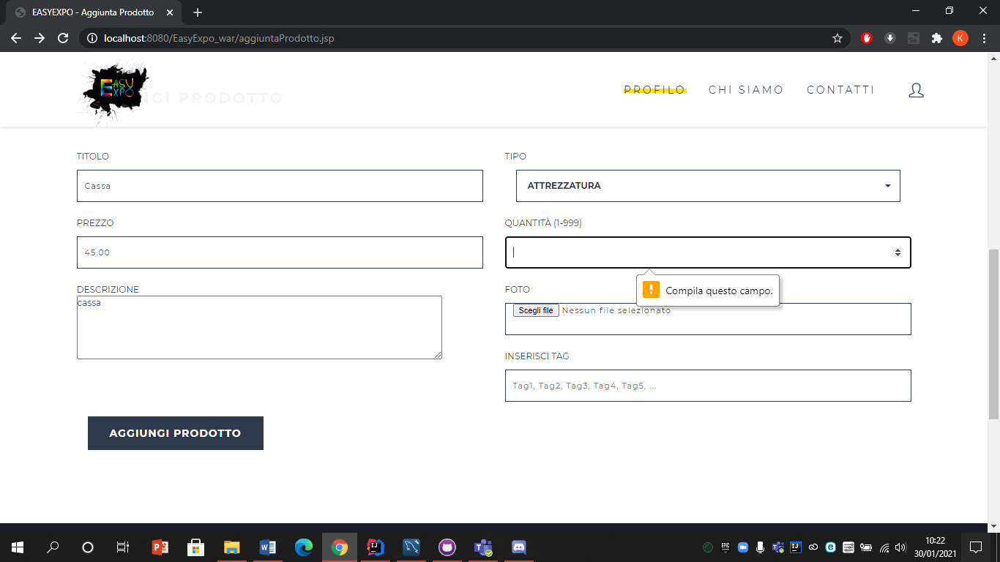 EASYEXPO - Aggiunta Prodotto
localhost:8080/EasyExpo_war/aggiuntaProdotto.jsp
K
EASY
EXPO
AGGIUNGI PRODOTTO
PROFILO
CHI SIAMO
CONTATTI
TITOLO
TIPO
Cassa
ATTREZZATURA
PREZZO
QUANTITÀ (1-999)
45.00
Compila questo campo.
DESCRIZIONE
FOTO
cassa
Scegli file Nessun file selezionato
INSERISCI TAG
Tag1, Tag2, Tag3, Tag4, Tag5, ...
AGGIUNGI PRODOTTO
10:22
30/01/2021